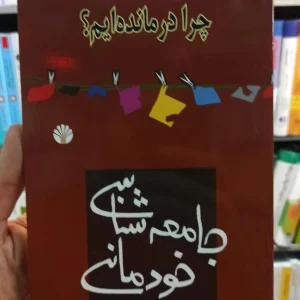 چرا درمانده‌ایم؟
جامعه شناسی
خودمانی